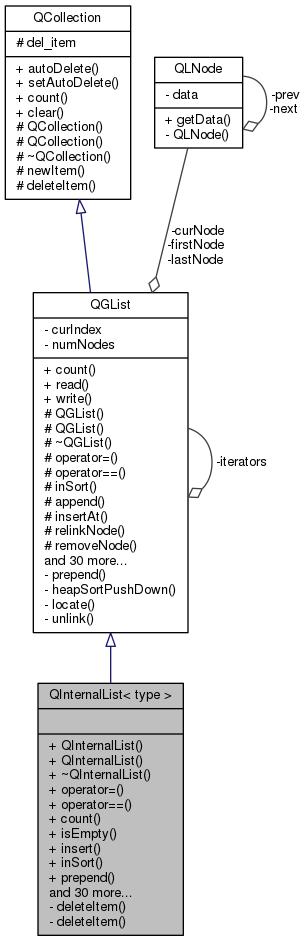 QCollection
# del_item
+ autoDelete()
+ setAutoDelete()
+ count()
+ clear()
# QCollection()
# QCollection()
# ~QCollection()
# newItem()
# deleteItem()
QLNode
- data
+ getData()
- QLNode()
-prev
-next
-curNode
-firstNode
-lastNode
QGList
- curIndex
- numNodes
+ count()
+ read()
+ write()
# QGList()
# QGList()
# ~QGList()
# operator=()
# operator==()
# inSort()
# append()
# insertAt()
# relinkNode()
# removeNode()
and 30 more...
- prepend()
- heapSortPushDown()
- locate()
- unlink()
-iterators
QInternalList< type >
+ QInternalList()
+ QInternalList()
+ ~QInternalList()
+ operator=()
+ operator==()
+ count()
+ isEmpty()
+ insert()
+ inSort()
+ prepend()
and 30 more...
- deleteItem()
- deleteItem()